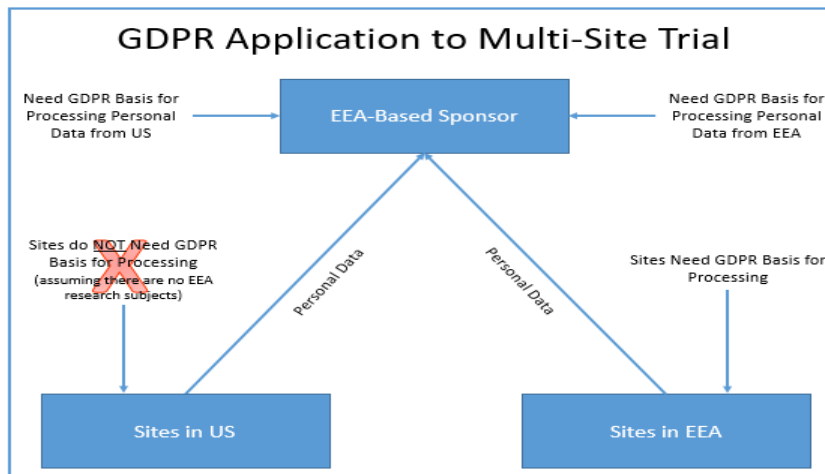 GDPR Application to Multi-Site Trial
Need GDPR Basis for
Processing Personal
Data from US
EEA-Based Sponsor
Need GDPR Basis for
Processing Personal
Data from EEA
Sites do NOT Need GDPR
Basis for Processing
(assuming there are no EEA
research subjects)
Personal Data
Personal Data
Sites Need GDPR Basis for
Processing
Sites in US
Sites in EEA